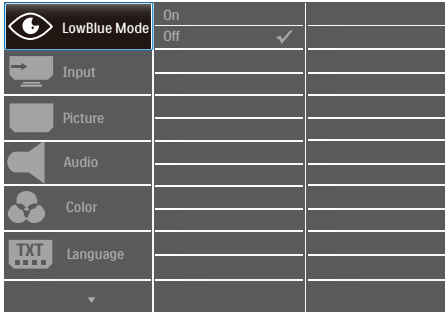 LowBlue Mode
On
Off
Input
Picture
Audio
Color
TXT
Language